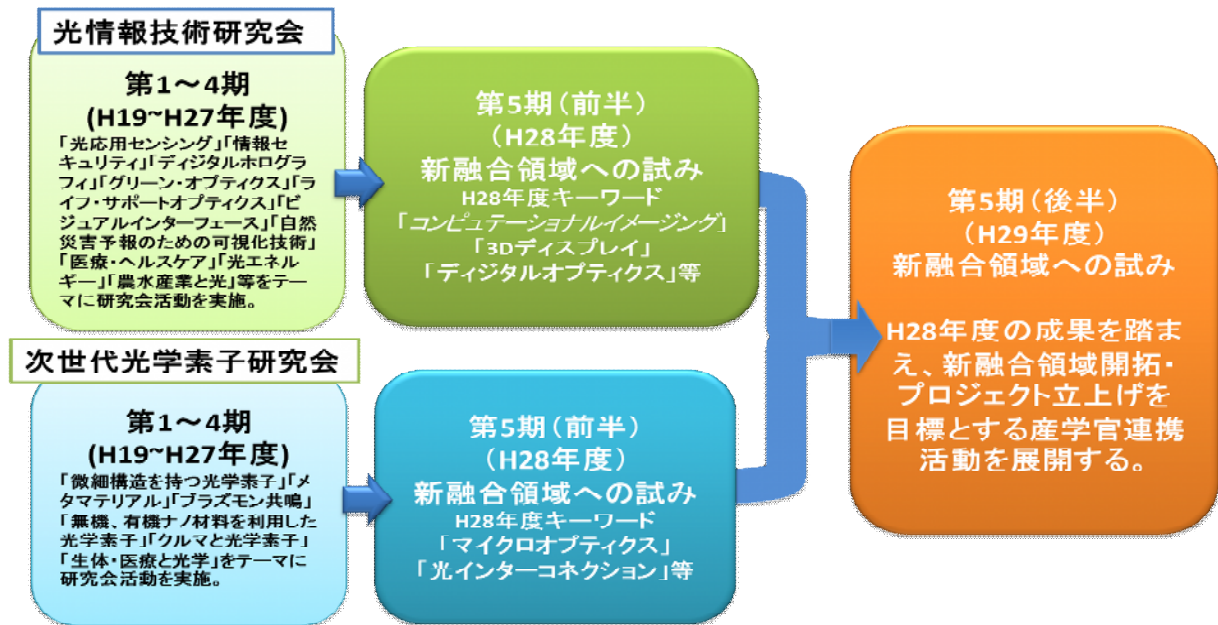 光情報技術研究会
第1～4期
(H19~H27年度)
「光応用センシング」「情報セ
キュリティ」「ディジタルホログラ
フィ」「グリーン・オプティクス」「ラ
イフ・サポートオプティクス」「ビ
ジュアルインターフェース」「自然
災害予報のための可視化技術」
「医療・ヘルスケア」「光エネル
ギー」「農水産業と光」等をテー
マに研究会活動を実施。
第5期（前半）
（H28年度）
新融合領域への試み
H28年度キーワード
「コンピュテーショナルイメージング」
「3Dディスプレイ」
「ディジタルオプティクス」等
次世代光学素子研究会
第1～4期
(H19~H27年度)
「微細構造を持つ光学素子」「メ
タマテリアル」「プラズモン共鳴」
「無機、有機ナノ材料を利用した
光学素子」「クルマと光学素子」
「生体・医療と光学」をテーマに
研究会活動を実施。
第5期（前半）
（H28年度）
新融合領域への試み
H28年度キーワード
「マイクロオプティクス」
「光インターコネクション」等
第5期（後半）
（H29年度）
新融合領域への試み
H28年度の成果を踏ま
え、新融合領域開拓・
プロジェクト立上げを
目標とする産学官連携
活動を展開する。